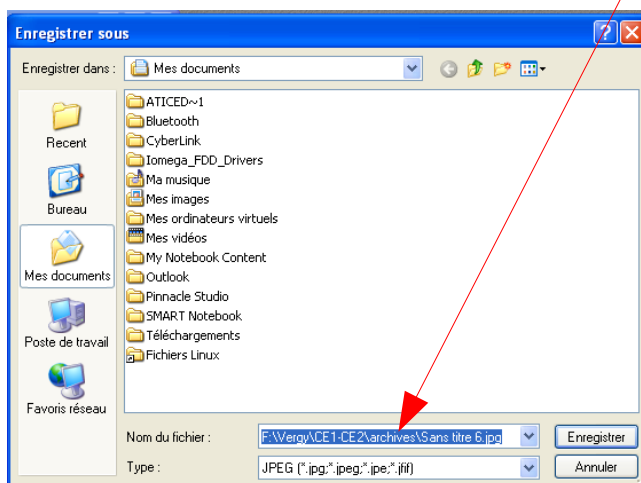 Enregistrer sous
Enregistrer dans : Mes documents
Recent
Bureau
Mes documents
Poste de travail
Favoris réseau
ATICED~1
Bluetooth
CyberLink
Iomega_FDD_Drivers
Ma musique
Mes images
Mes ordinateurs virtuels
Mes vidéos
My Notebook Content
Outlook
Pinnacle Studio
SMART Notebook
Téléchargements
Fichiers Linux
Nom du fichier : F:\Vergy\CE1-CE2\archives\Sans titre 6.jpg Enregistrer
Type : JPEG (*.jpg;*.jpeg;*.jpe;*.jfif) Annuler